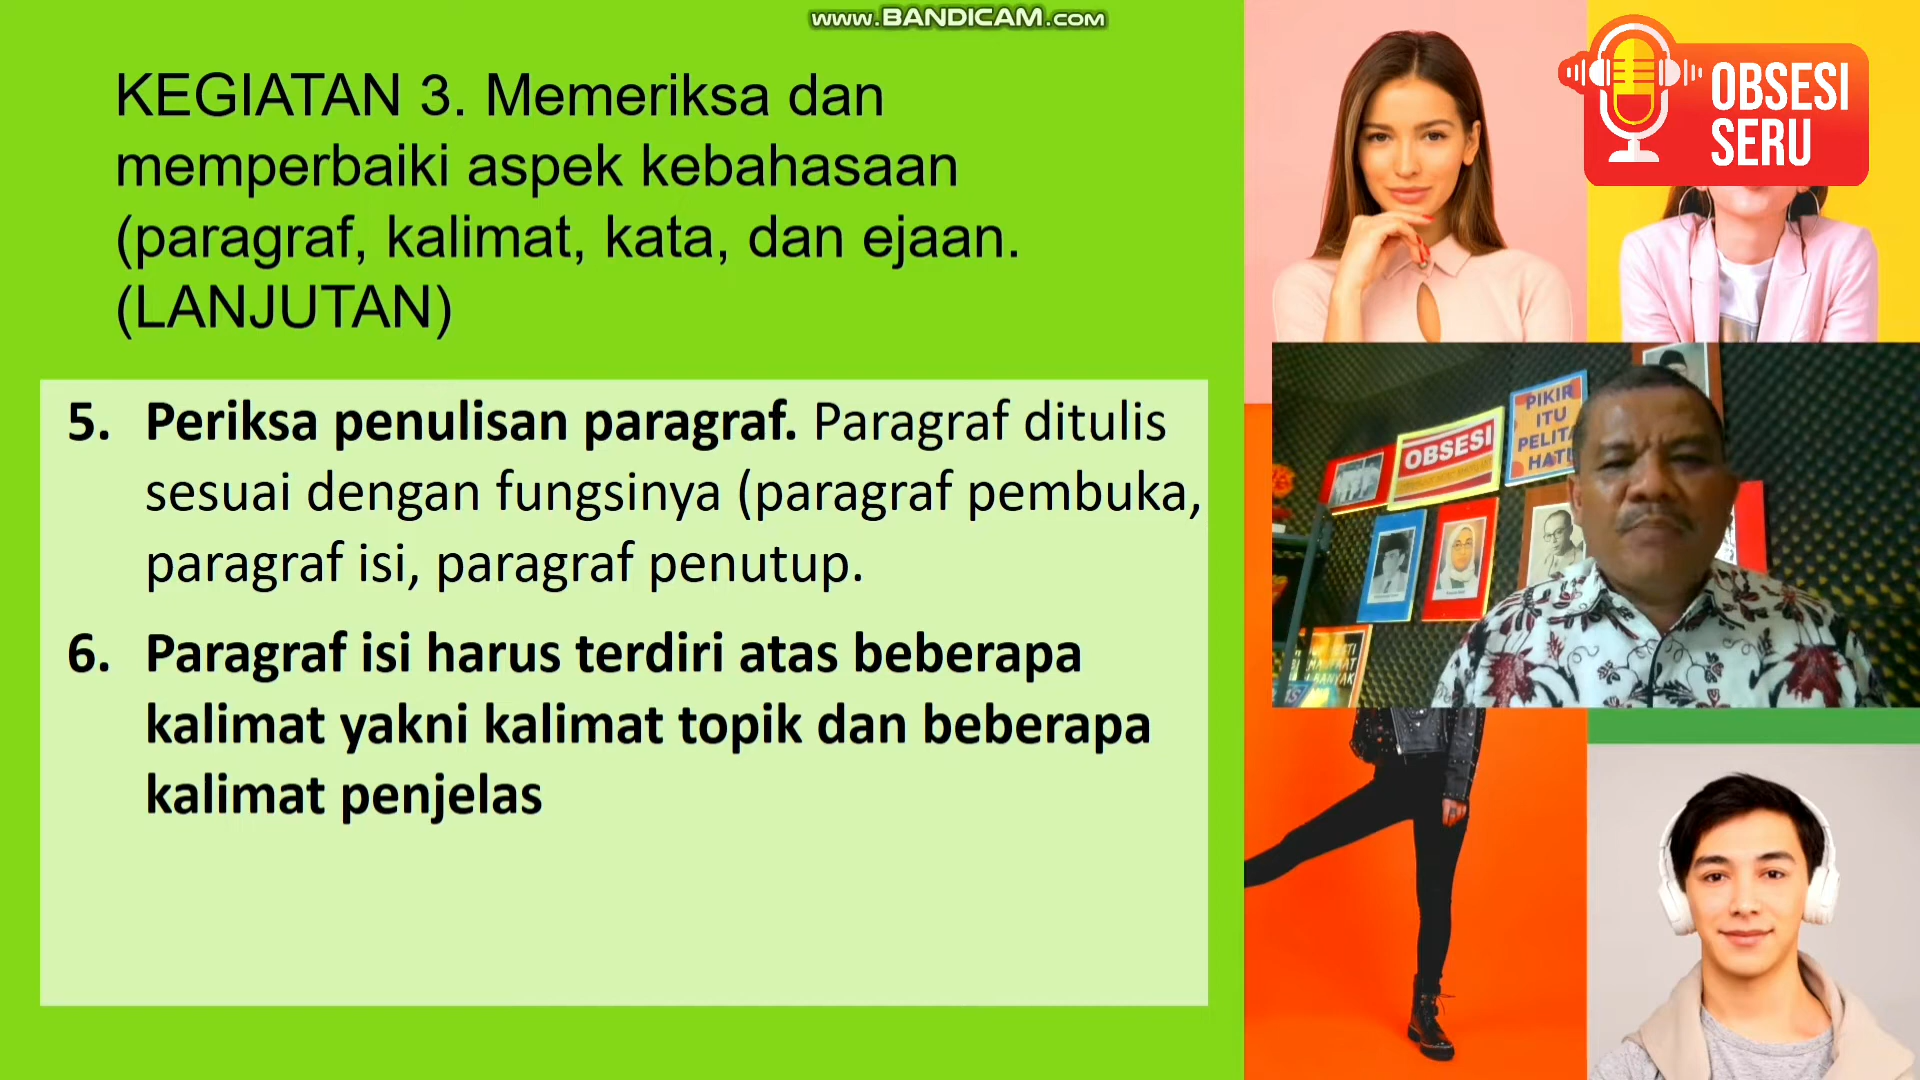 www.BANDICAM.com
KEGIATAN 3. Memeriksa dan
memperbaiki aspek kebahasaan
(paragraf, kalimat, kata, dan ejaan.
(LANJUTAN)
5. Periksa penulisan paragraf. Paragraf ditulis
sesuai dengan fungsinya (paragraf pembuka,
paragraf isi, paragraf penutup.
6. Paragraf isi harus terdiri atas beberapa
kalimat yakni kalimat topik dan beberapa
kalimat penjelas
OBSESI
SERU
PIKIR
ITU
PELITA
HATI
OBSESI
BANYAK